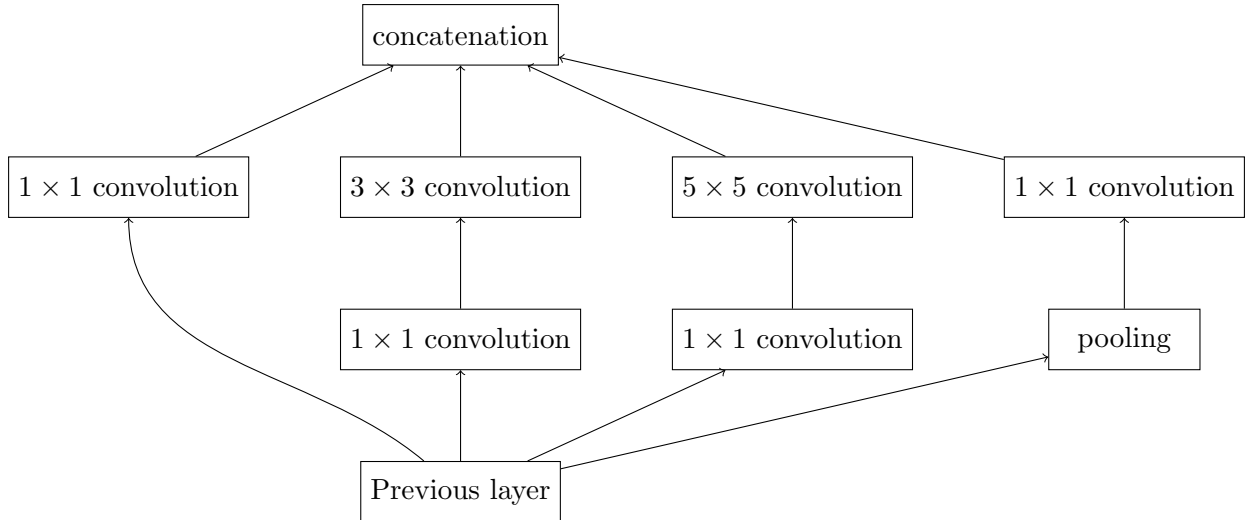 concatenation
1 × 1 convolution
3 × 3 convolution
5 × 5 convolution
1 × 1 convolution
1 × 1 convolution
1 × 1 convolution
pooling
Previous layer